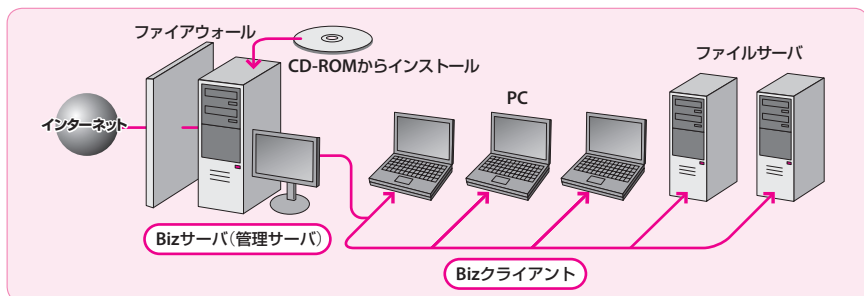 ファイアウォール
CD-ROMからインストール
ファイルサーバ
PC
インターネット
Bizサーバ(管理サーバ)
Bizクライアント